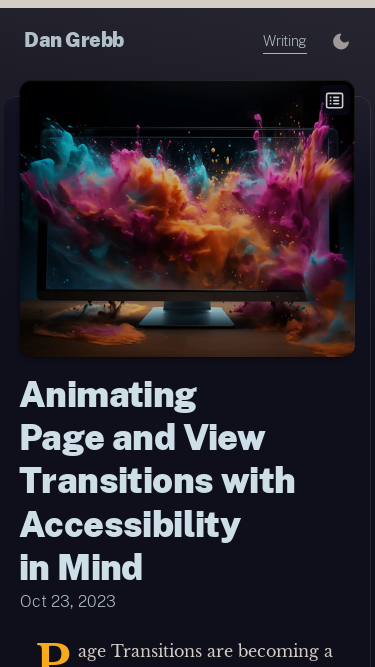 Dan Grebb
Writing
Animating
Page and View
Transitions with
Accessibility
in Mind
Oct 23, 2023
Page Transitions are becoming a